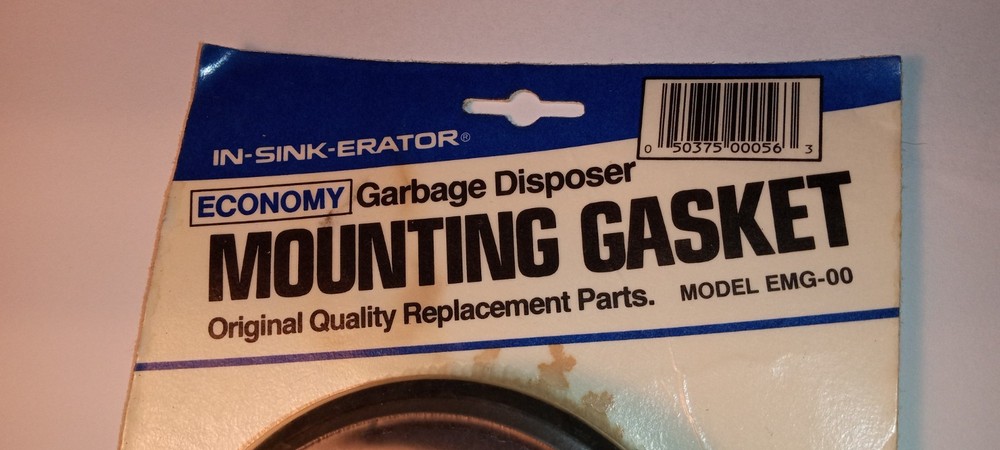 IN-SINK-ERATOR®
0 50375 00056 3
ECONOMY Garbage Disposer
MOUNTING GASKET
Original Quality Replacement Parts. MODEL EMG-00